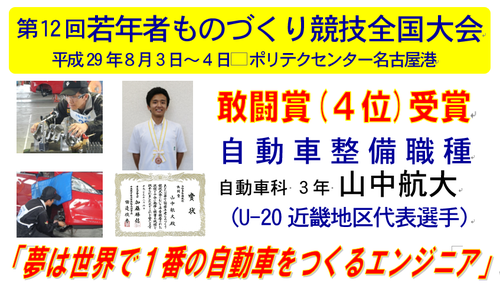 第12回若年者ものづくり競技全国大会
平成29年８月３日～４日□ポリテクセンター名古屋港
敢闘賞(４位)受賞
自動車整備職種
自動車科 ３年 山中航大
（U-20 近畿地区代表選手）
賞状
「夢は世界で１番の自動車をつくるエンジニア」